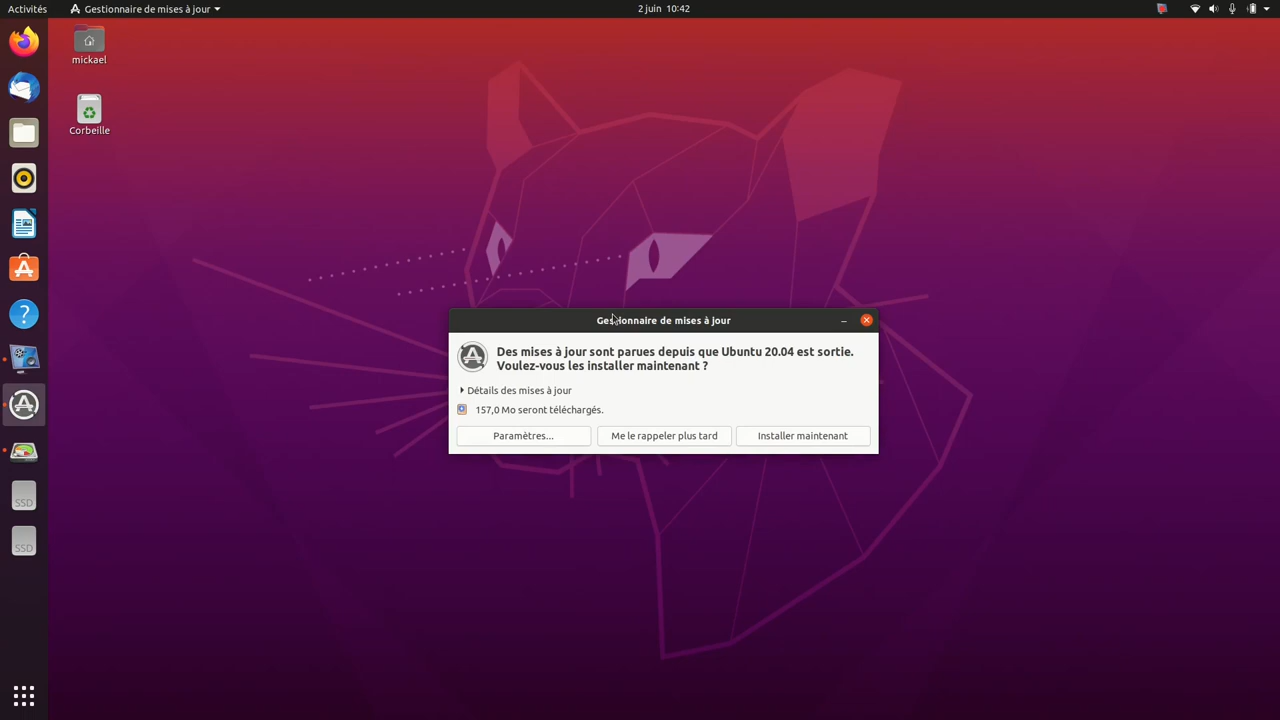 Activités
Gestionnaire de mises à jour
2 juin 10:42
mickael
Corbeille
Gestionnaire de mises à jour
Des mises à jour sont parues depuis que Ubuntu 20.04 est sortie.
Voulez-vous les installer maintenant ?
Détails des mises à jour
157,0 Mo seront téléchargés.
Paramètres...
Me le rappeler plus tard
Installer maintenant
SSD
SSD